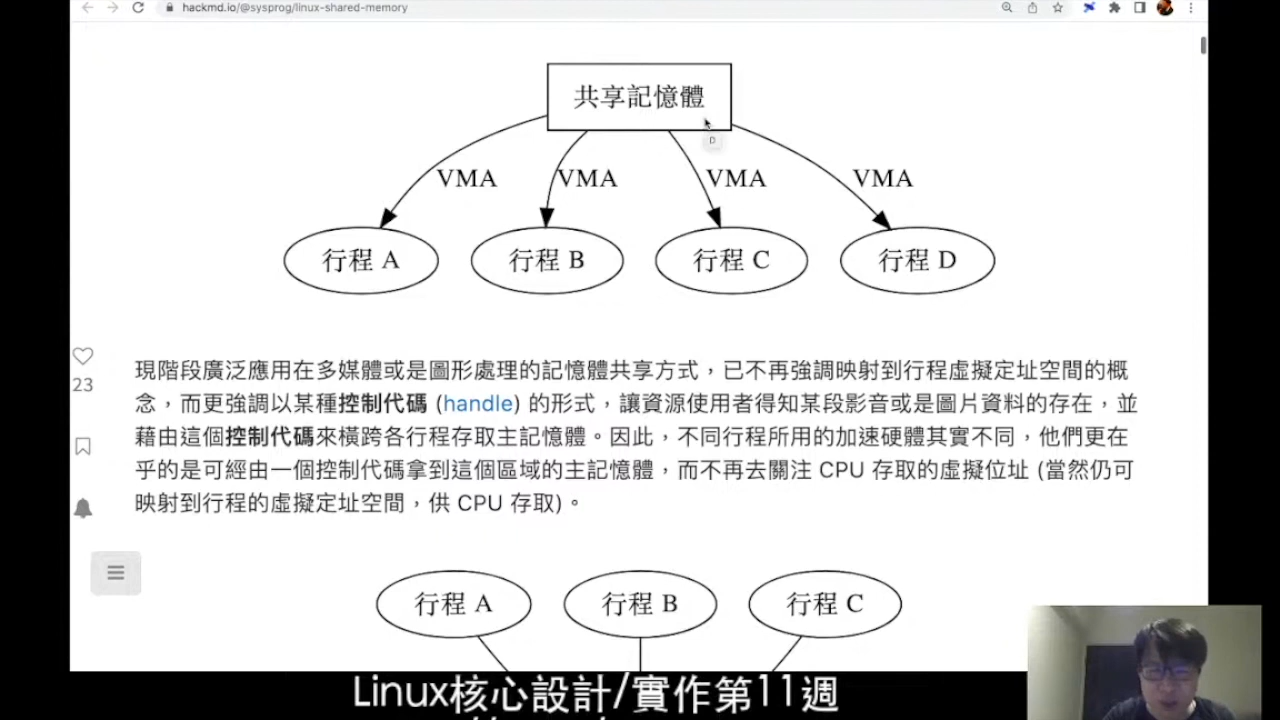 hackmd.io/@sysprog/linux-shared-memory
共享記憶體
VMA VMA VMA VMA
行程 A 行程 B 行程 C 行程 D
現階段廣泛應用在多媒體或是圖形處理的記憶體共享方式，已不再強調映射到行程虛擬定址空間的概
念，而更強調以某種控制代碼 (handle) 的形式，讓資源使用者得知某段影音或是圖片資料的存在，並
23
藉由這個控制代碼來橫跨各行程存取主記憶體。因此，不同行程所用的加速硬體其實不同，他們更在
乎的是可經由一個控制代碼拿到這個區域的主記憶體，而不再去關注 CPU 存取的虛擬位址 (當然仍可
映射到行程的虛擬定址空間，供 CPU 存取)。
行程 A 行程 B 行程 C
Linux核心設計/實作第11週